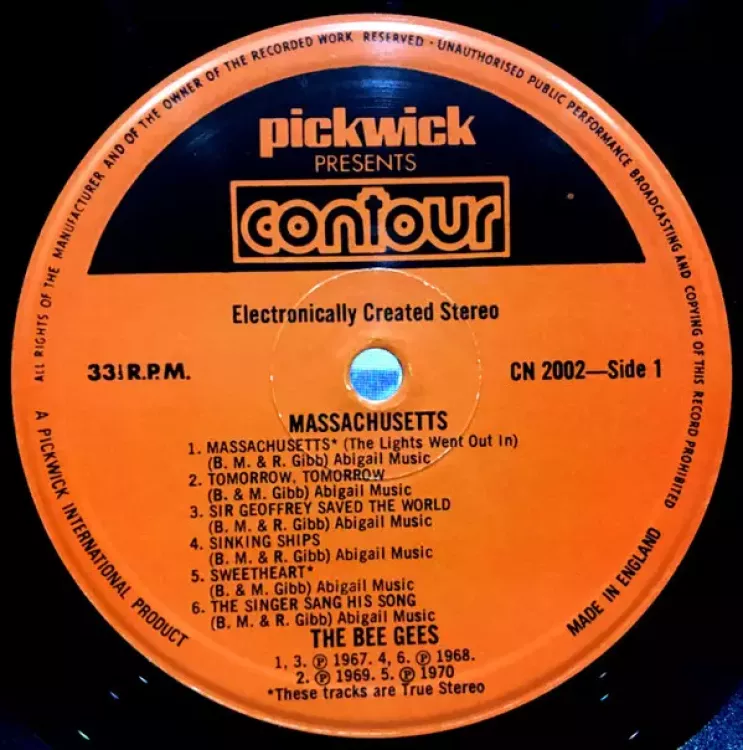 ALL RIGHTS OF THE MANUFACTURER AND OF THE OWNER OF THE RECORDED WORK RESERVED - UNAUTHORISED PUBLIC PERFORMANCE BROADCASTING AND COPYING OF THIS RECORD PROHIBITED
pickwick
PRESENTS
contour
Electronically Created Stereo
33⅓ R.P.M.
CN 2002—Side 1
MASSACHUSETTS
1. MASSACHUSETTS* (The Lights Went Out In)
(B. M. & R. Gibb) Abigail Music
2. TOMORROW, TOMORROW
(B. & M. Gibb) Abigail Music
3. SIR GEOFFREY SAVED THE WORLD
(B. M. & R. Gibb) Abigail Music
4. SINKING SHIPS
(B. M. & R. Gibb) Abigail Music
5. SWEETHEART*
(B. & M. Gibb) Abigail Music
6. THE SINGER SANG HIS SONG
(B. M. & R. Gibb) Abigail Music
THE BEE GEES
1, 3. ℗ 1967. 4, 6. ℗ 1968.
2. ℗ 1969. 5. ℗ 1970
*These tracks are True Stereo
A PICKWICK INTERNATIONAL PRODUCT
MADE IN ENGLAND